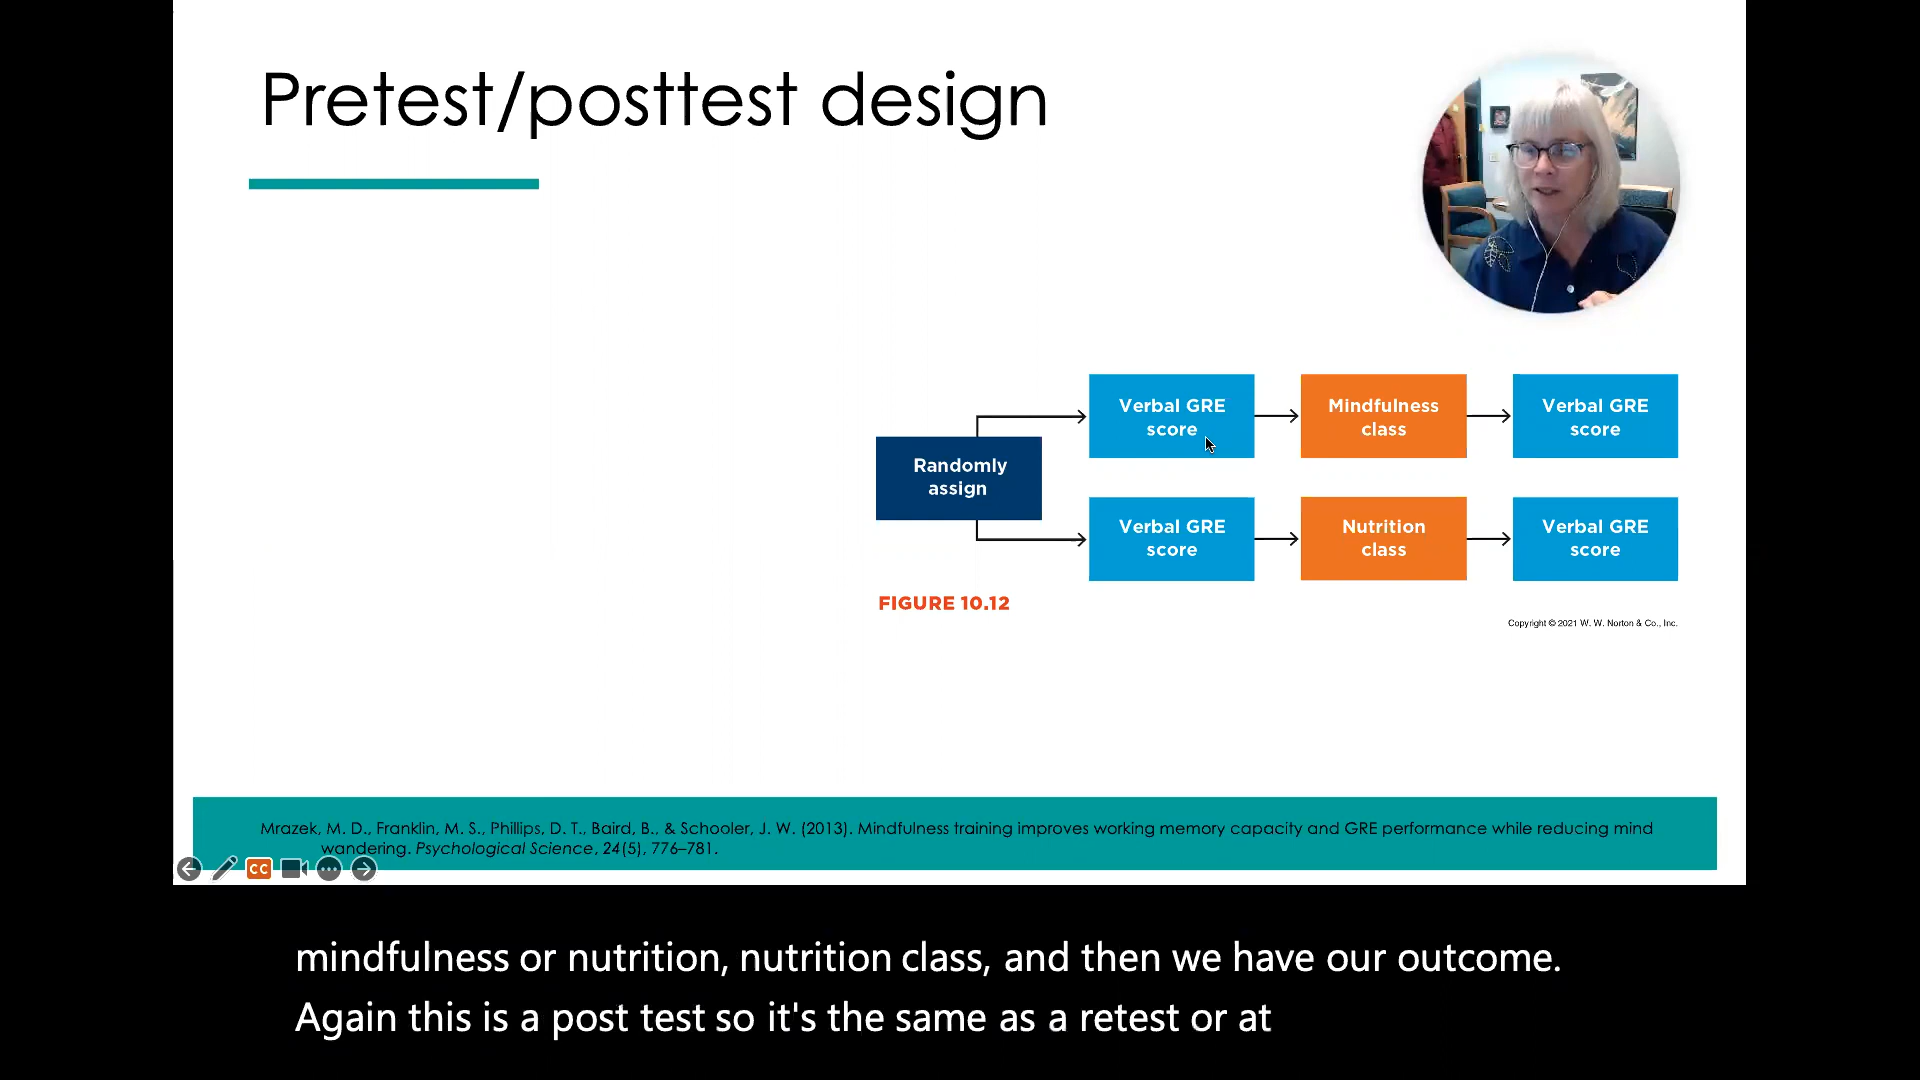 Pretest/posttest design
Verbal GRE
score
Mindfulness
class
Verbal GRE
score
Randomly
assign
Verbal GRE
score
Nutrition
class
Verbal GRE
score
FIGURE 10.12
Copyright © 2021 W. W. Norton & Co., Inc.
Mrazek, M. D., Franklin, M. S., Phillips, D. T., Baird, B., & Schooler, J. W. (2013). Mindfulness training improves working memory capacity and GRE performance while reducing mind
wandering. Psychological Science, 24(5), 776–781.
CC
mindfulness or nutrition, nutrition class, and then we have our outcome.
Again this is a post test so it's the same as a retest or at